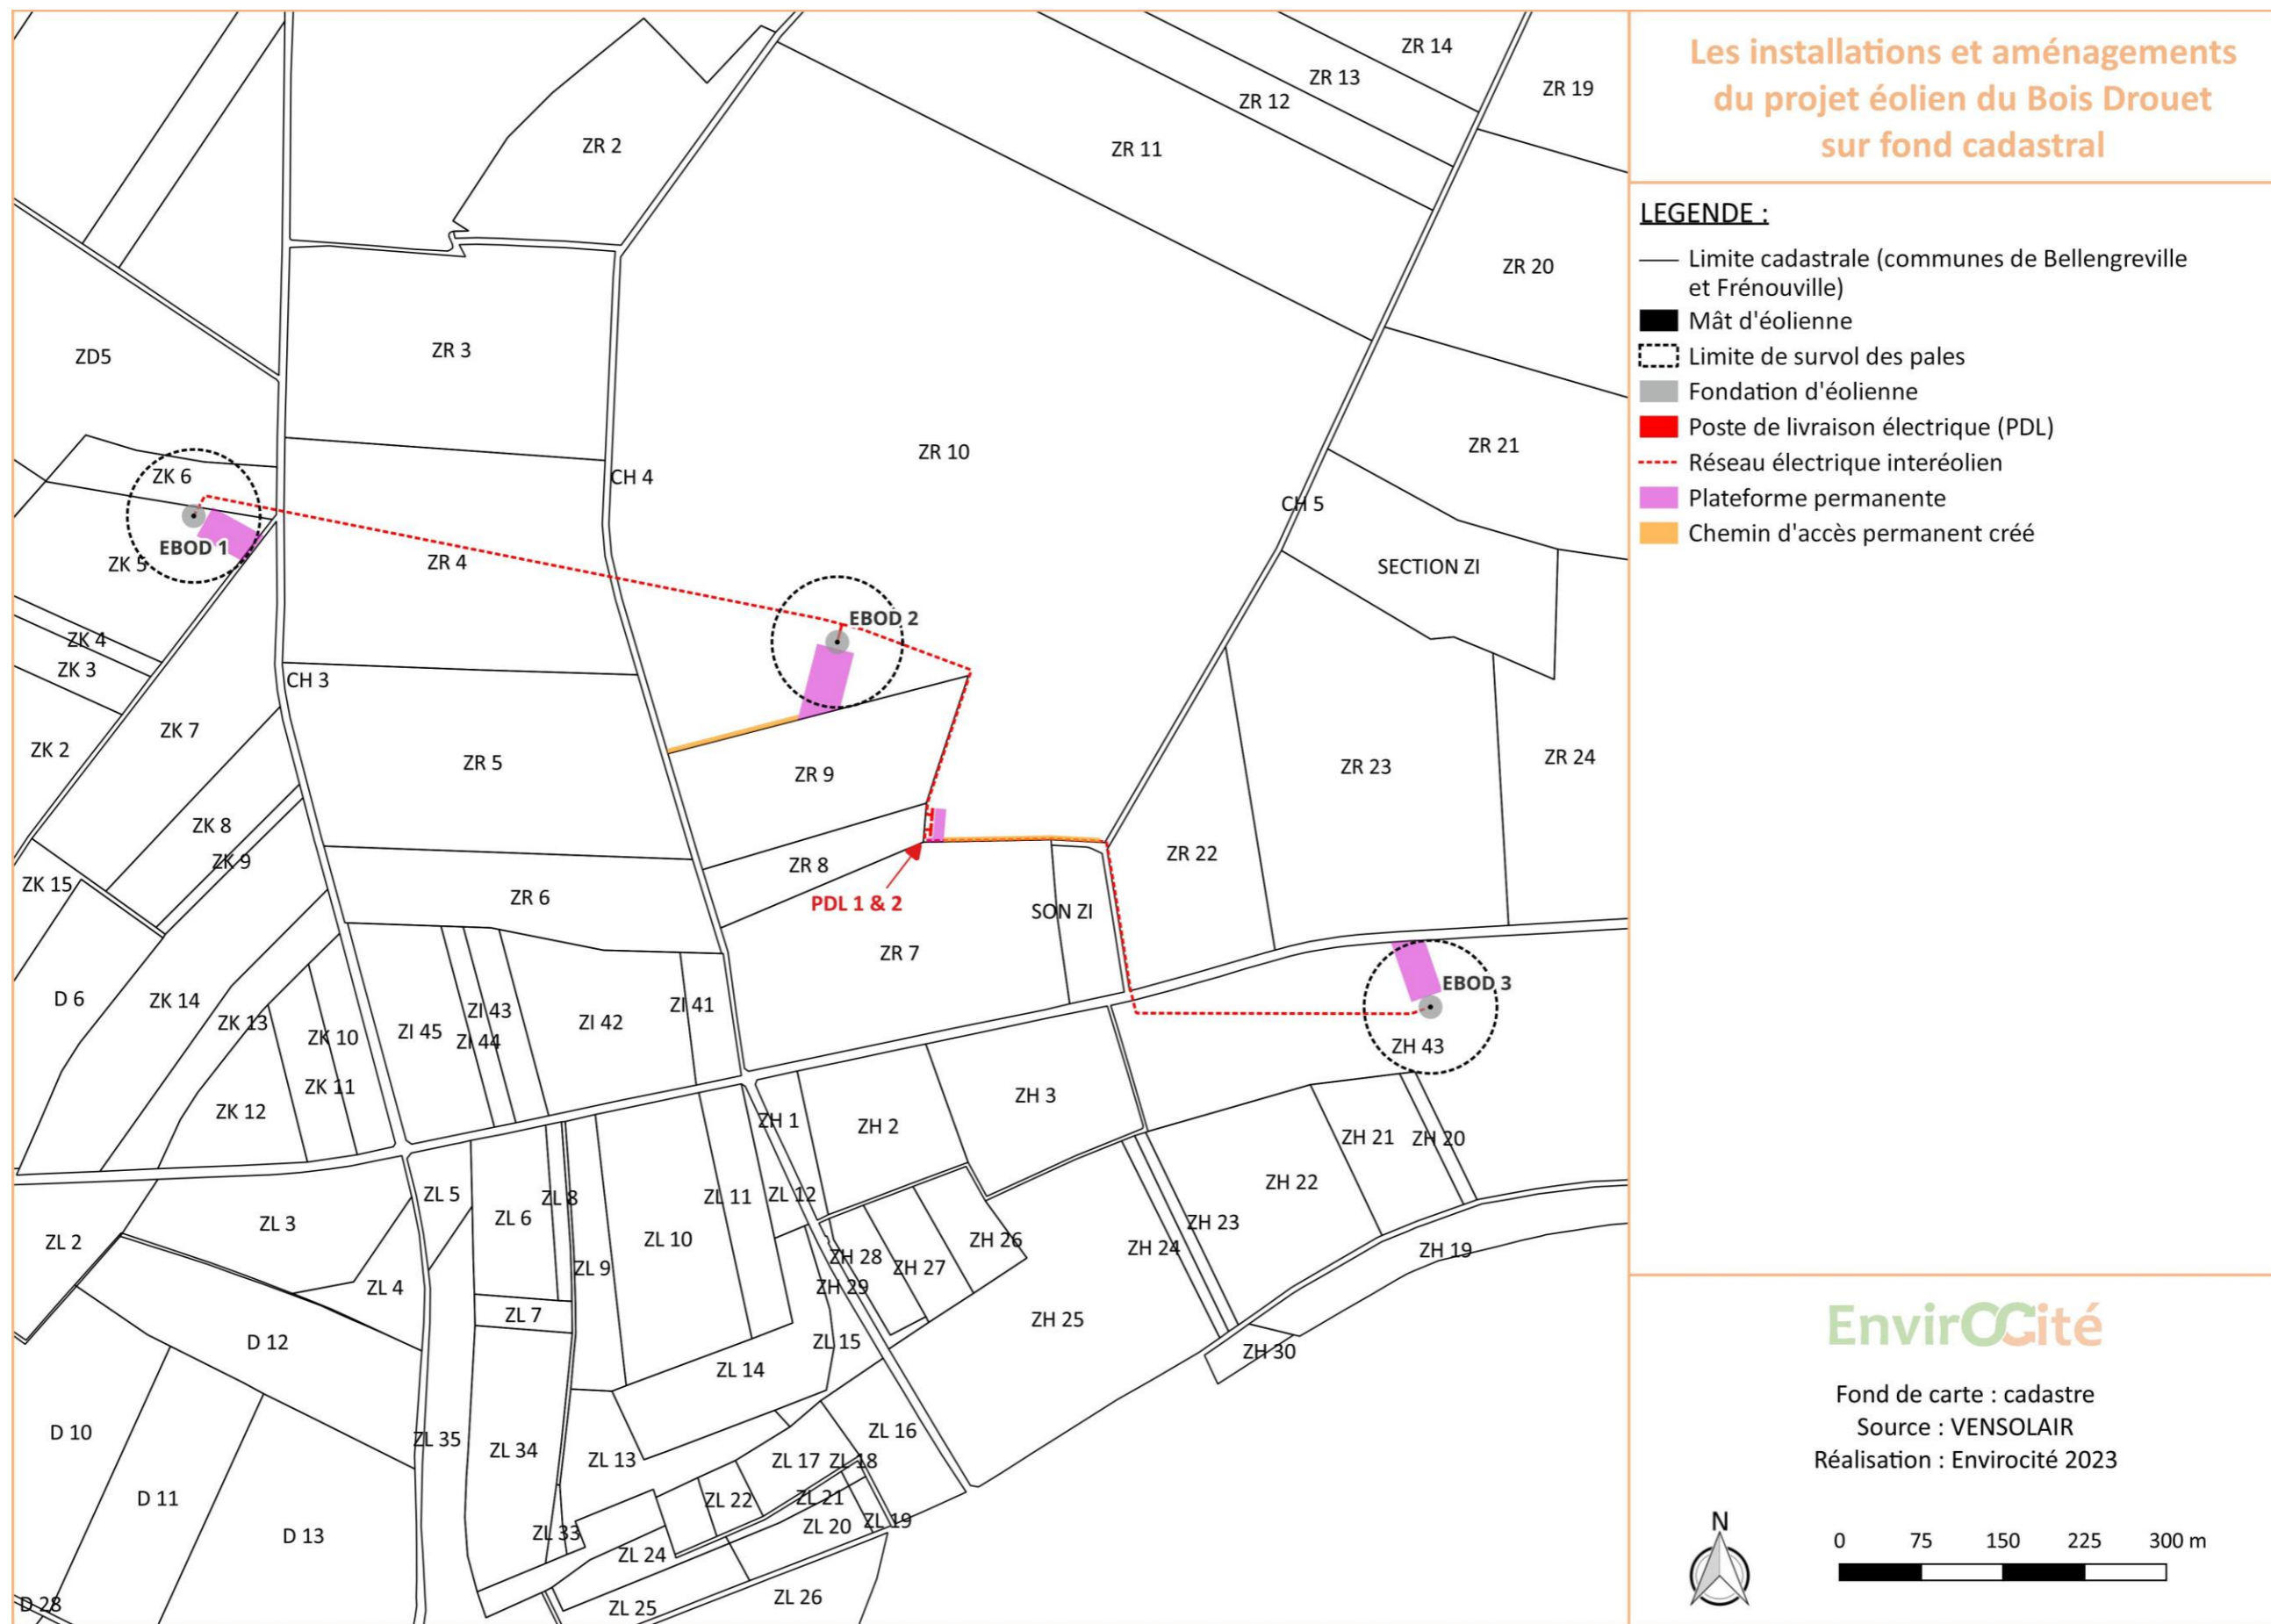 Les installations et aménagements
du projet éolien du Bois Drouet
sur fond cadastral
LEGENDE :
Limite cadastrale (communes de Bellengreville
et Frénouville)
Mât d'éolienne
Limite de survol des pales
Fondation d'éolienne
Poste de livraison électrique (PDL)
Réseau électrique interéolien
Plateforme permanente
Chemin d'accès permanent créé
ZR 14
ZR 13
ZR 12
ZR 19
ZR 2
ZR 11
ZR 20
ZR 3
ZD5
ZR 10
ZR 21
CH 4
ZK 6
CH 5
EBOD 1
ZK 5
ZR 4
SECTION ZI
EBOD 2
ZK 4
ZK 3
CH 3
ZK 7
ZK 2
ZR 5
ZR 9
ZR 23
ZR 24
ZK 8
ZK 9
ZR 8
ZR 22
ZK 15
ZR 6
PDL 1 & 2
SON ZI
ZR 7
EBOD 3
D 6
ZK 14
ZK 13
ZK 10
ZI 45
ZI 43
ZI 44
ZI 42
ZI 41
ZH 43
ZK 11
ZK 12
ZH 1
ZH 2
ZH 3
ZH 21
ZH 20
ZL 5
ZL 8
ZL 11
ZL 12
ZH 22
ZL 3
ZL 6
ZH 23
ZL 2
ZL 10
ZH 26
ZH 24
ZH 19
ZH 28
ZH 27
ZL 9
ZL 4
ZH 29
ZL 7
ZH 25
D 12
ZL 15
ZH 30
ZL 14
D 10
ZL 35
ZL 34
ZL 16
ZL 13
ZL 17
ZL 18
D 11
ZL 22
ZL 21
D 13
ZL 33
ZL 20
ZL 19
ZL 24
D 28
ZL 25
ZL 26
EnvirOCité
Fond de carte : cadastre
Source : VENSOLAIR
Réalisation : Envirocité 2023
N
0 75 150 225 300 m